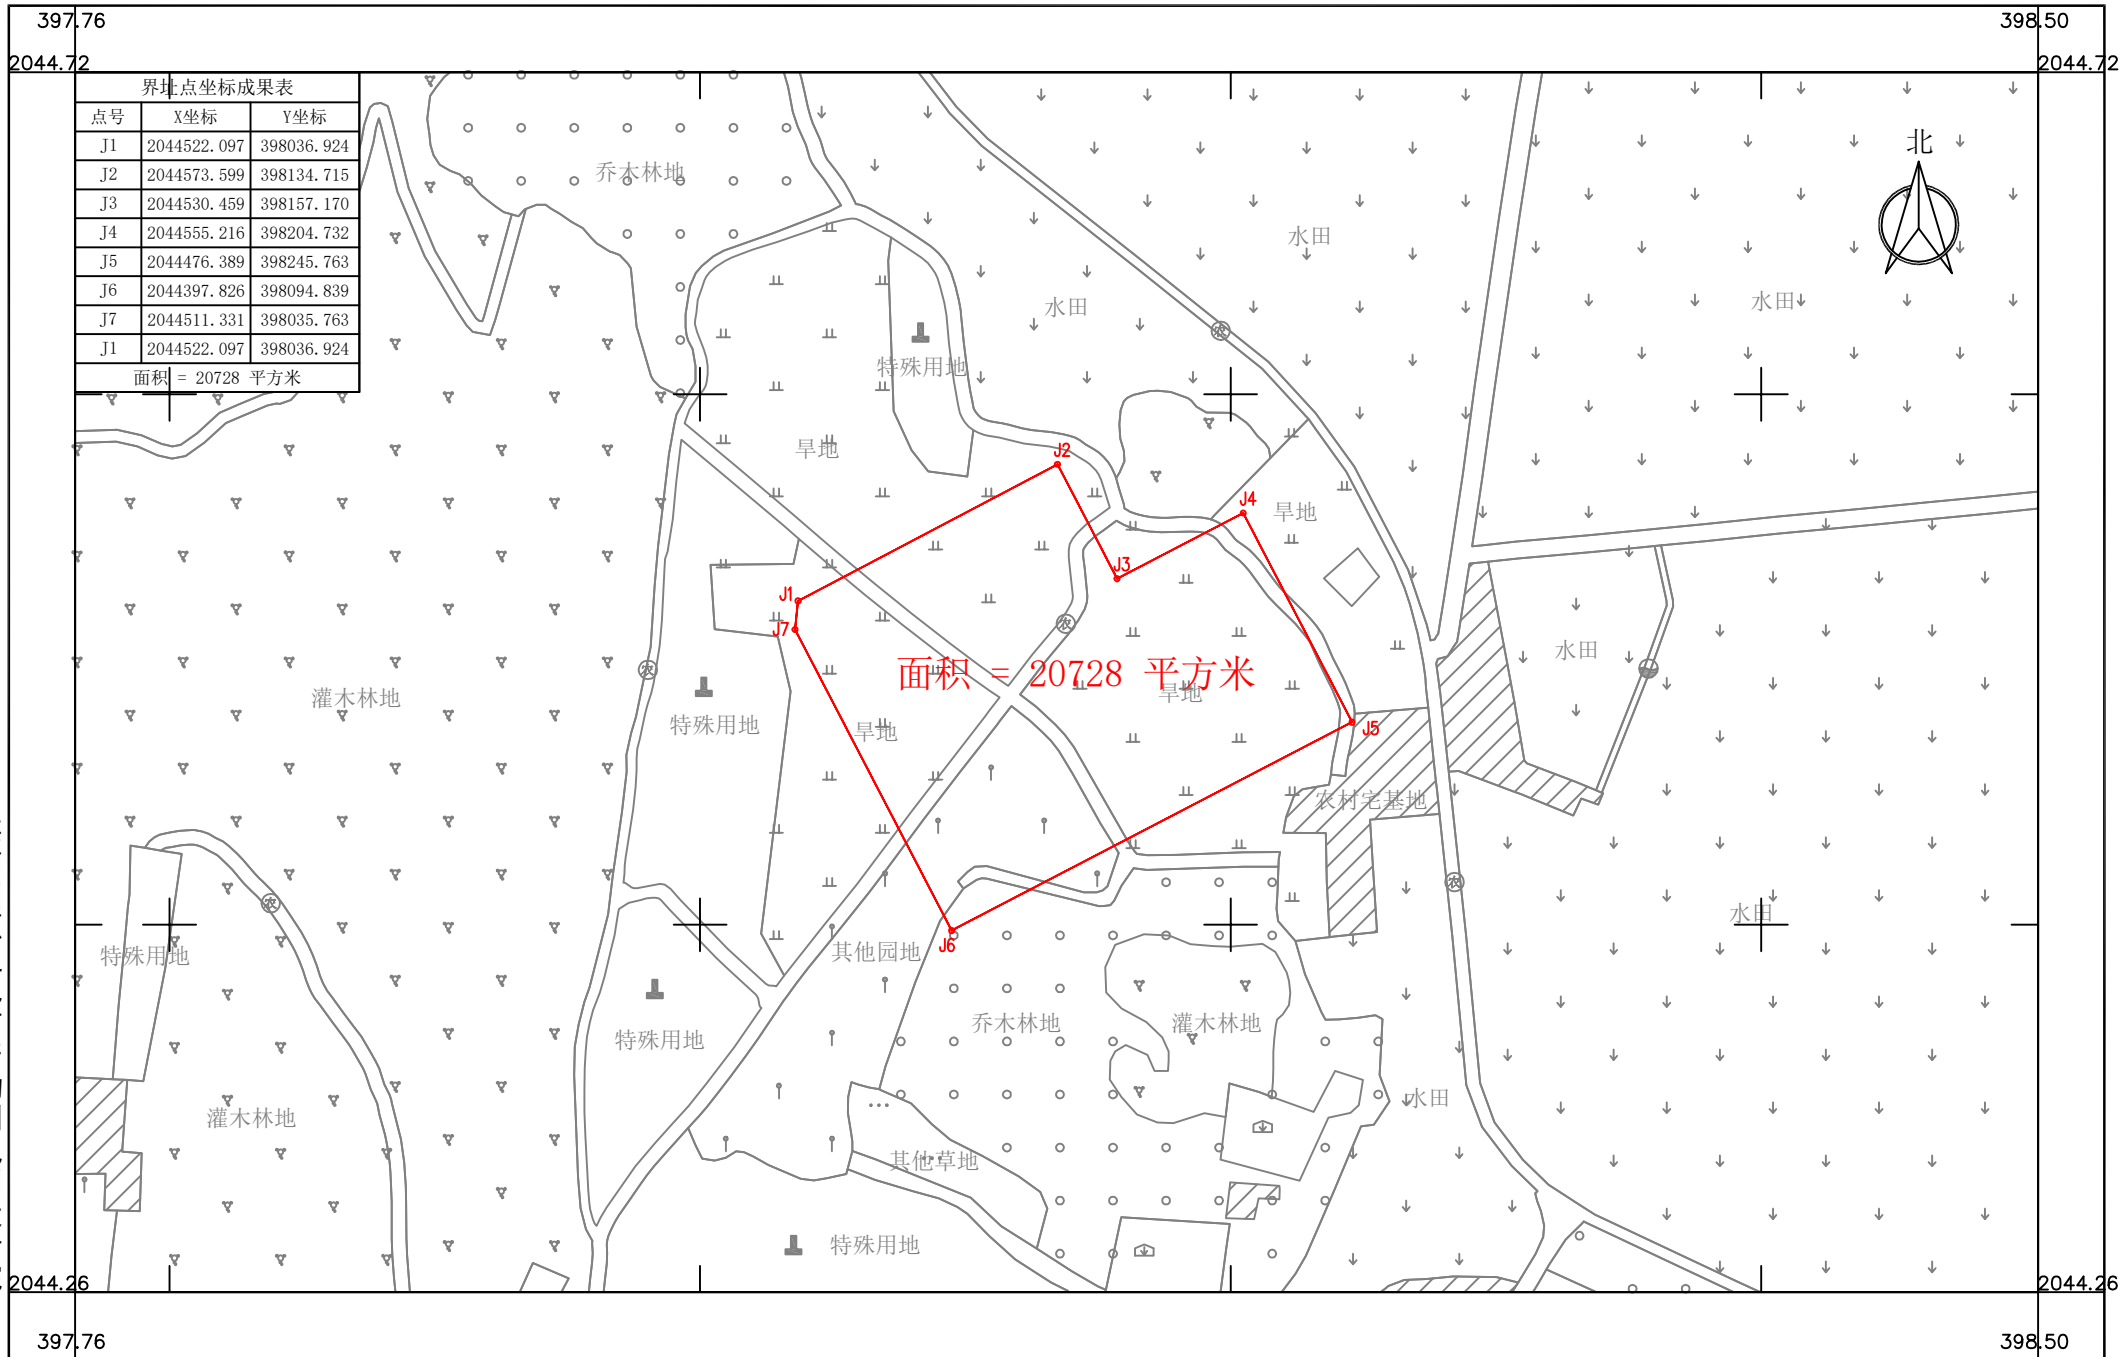 397.76
398.50
2044.72
2044.72
界址点坐标成果表
点号 X坐标 Y坐标
J1 2044522.097 398036.924
J2 2044573.599 398134.715
J3 2044530.459 398157.170
J4 2044555.216 398204.732
J5 2044476.389 398245.763
J6 2044397.826 398094.839
J7 2044511.331 398035.763
J1 2044522.097 398036.924
面积 = 20728 平方米
北
乔木林地
水田
水田
水田
农
特殊用地
旱地
J2
J4
旱地
J3
J1
J7
农
水田
农
面积 = 20728 平方米
灌木林地
旱地
特殊用地
旱地
J5
农村宅基地
农
农
水田
特殊用地
J6
其他园地
乔木林地
灌木林地
特殊用地
水田
灌木林地
其他草地
特殊用地
2044.26
2044.26
397.76
398.50